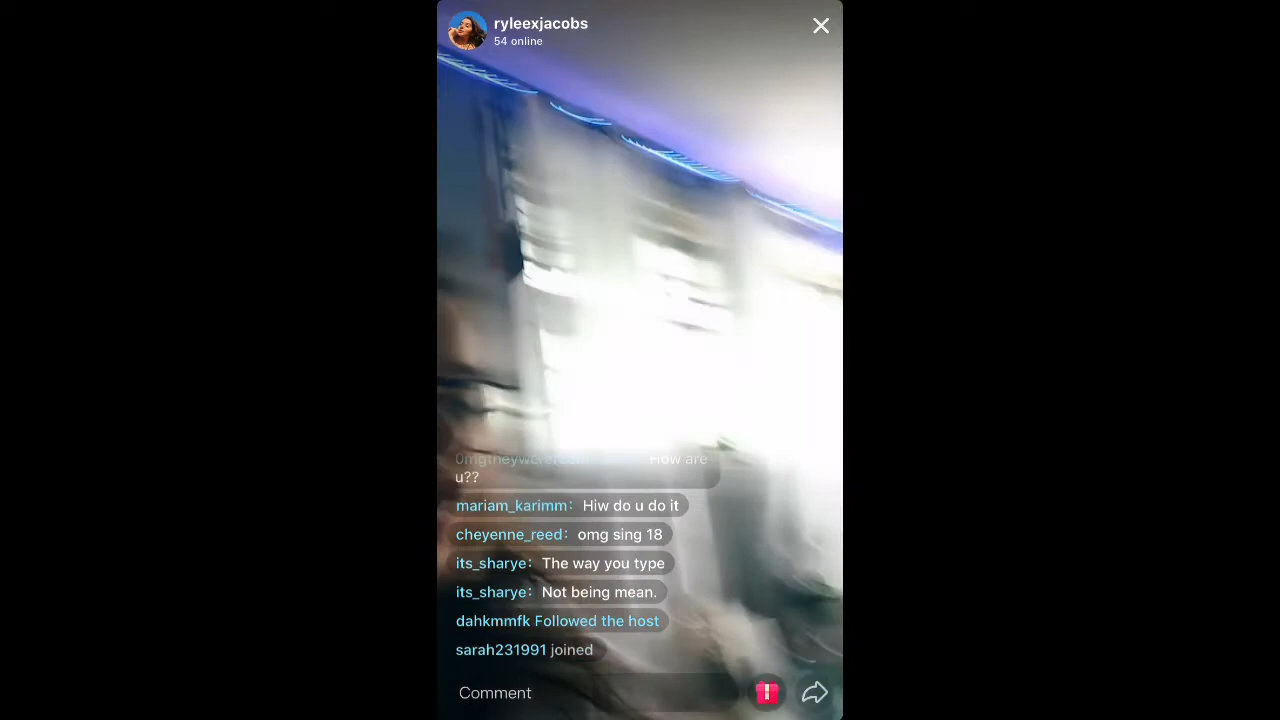 ryleexjacobs
54 online
How are
u??
mariam_karimm: Hiw do u do it
cheyenne_reed: omg sing 18
its_sharye: The way you type
its_sharye: Not being mean.
dahkmmfk Followed the host
sarah231991 joined
Comment